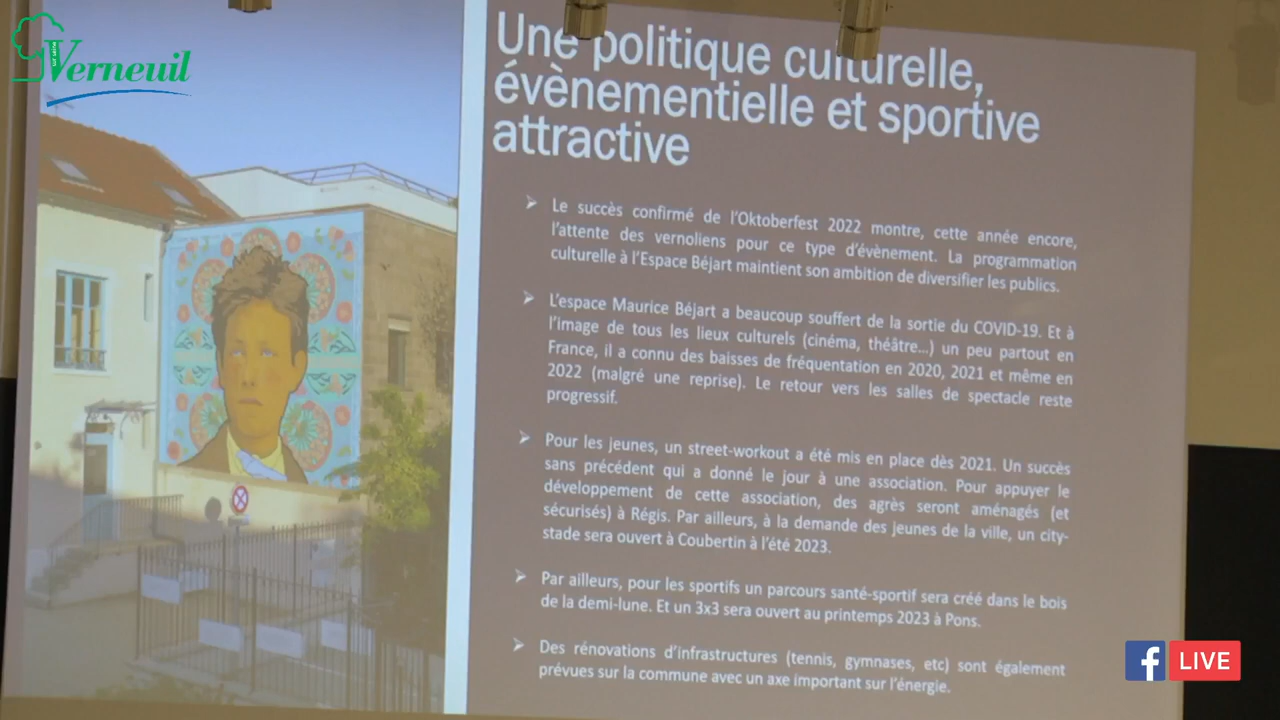 sur seine
Verneuil
Une politique culturelle,
évènementielle et sportive
attractive
➢ Le succès confirmé de l'Oktoberfest 2022 montre, cette année encore,
l'attente des vernoliens pour ce type d'évènement. La programmation
culturelle à l'Espace Béjart maintient son ambition de diversifier les publics.
➢ L'espace Maurice Béjart a beaucoup souffert de la sortie du COVID-19. Et à
l'image de tous les lieux culturels (cinéma, théâtre...) un peu partout en
France, il a connu des baisses de fréquentation en 2020, 2021 et même en
2022 (malgré une reprise). Le retour vers les salles de spectacle reste
progressif.
➢ Pour les jeunes, un street-workout a été mis en place dès 2021. Un succès
sans précédent qui a donné le jour à une association. Pour appuyer le
développement de cette association, des agrès seront aménagés (et
sécurisés) à Régis. Par ailleurs, à la demande des jeunes de la ville, un city-
stade sera ouvert à Coubertin à l'été 2023.
➢ Par ailleurs, pour les sportifs un parcours santé-sportif sera créé dans le bois
de la demi-lune. Et un 3x3 sera ouvert au printemps 2023 à Pons.
➢ Des rénovations d'infrastructures (tennis, gymnases, etc) sont également
prévues sur la commune avec un axe important sur l'énergie.
f LIVE